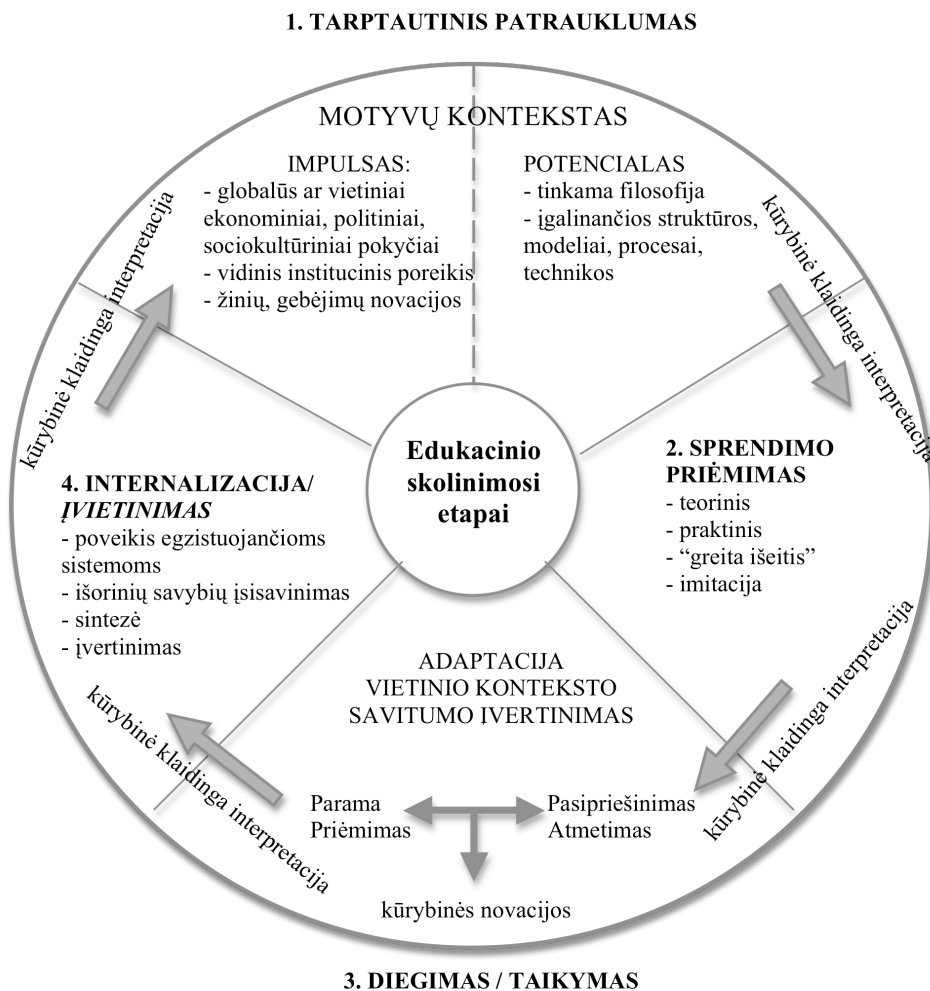 1. TARPTAUTINIS PATRAUKLUMAS
MOTYVŲ KONTEKSTAS
IMPULSAS:
- globalūs ar vietiniai
ekonominiai, politiniai,
sociokultūriniai pokyčiai
- vidinis institucinis poreikis
- žinių, gebėjimų novacijos
POTENCIALAS
- tinkama filosofija
- įgalinančios struktūros,
modeliai, procesai,
technikos
kūrybinė klaidinga interpretacija
kūrybinė klaidinga interpretacija
Edukacinio
skolinimosi
etapai
2. SPRENDIMO
PRIĖMIMAS
- teorinis
- praktinis
- “greita išeitis”
- imitacija
4. INTERNALIZACIJA/
ĮVIETINIMAS
- poveikis egzistuojančioms
sistemoms
- išorinių savybių įsisavinimas
- sintezė
- įvertinimas
kūrybinė klaidinga interpretacija
kūrybinė klaidinga interpretacija
ADAPTACIJA
VIETINIO KONTEKSTO
SAVITUMO ĮVERTINIMAS
Parama
Priėmimas
Pasipriešinimas
Atmetimas
kūrybinės novacijos
3. DIEGIMAS / TAIKYMAS